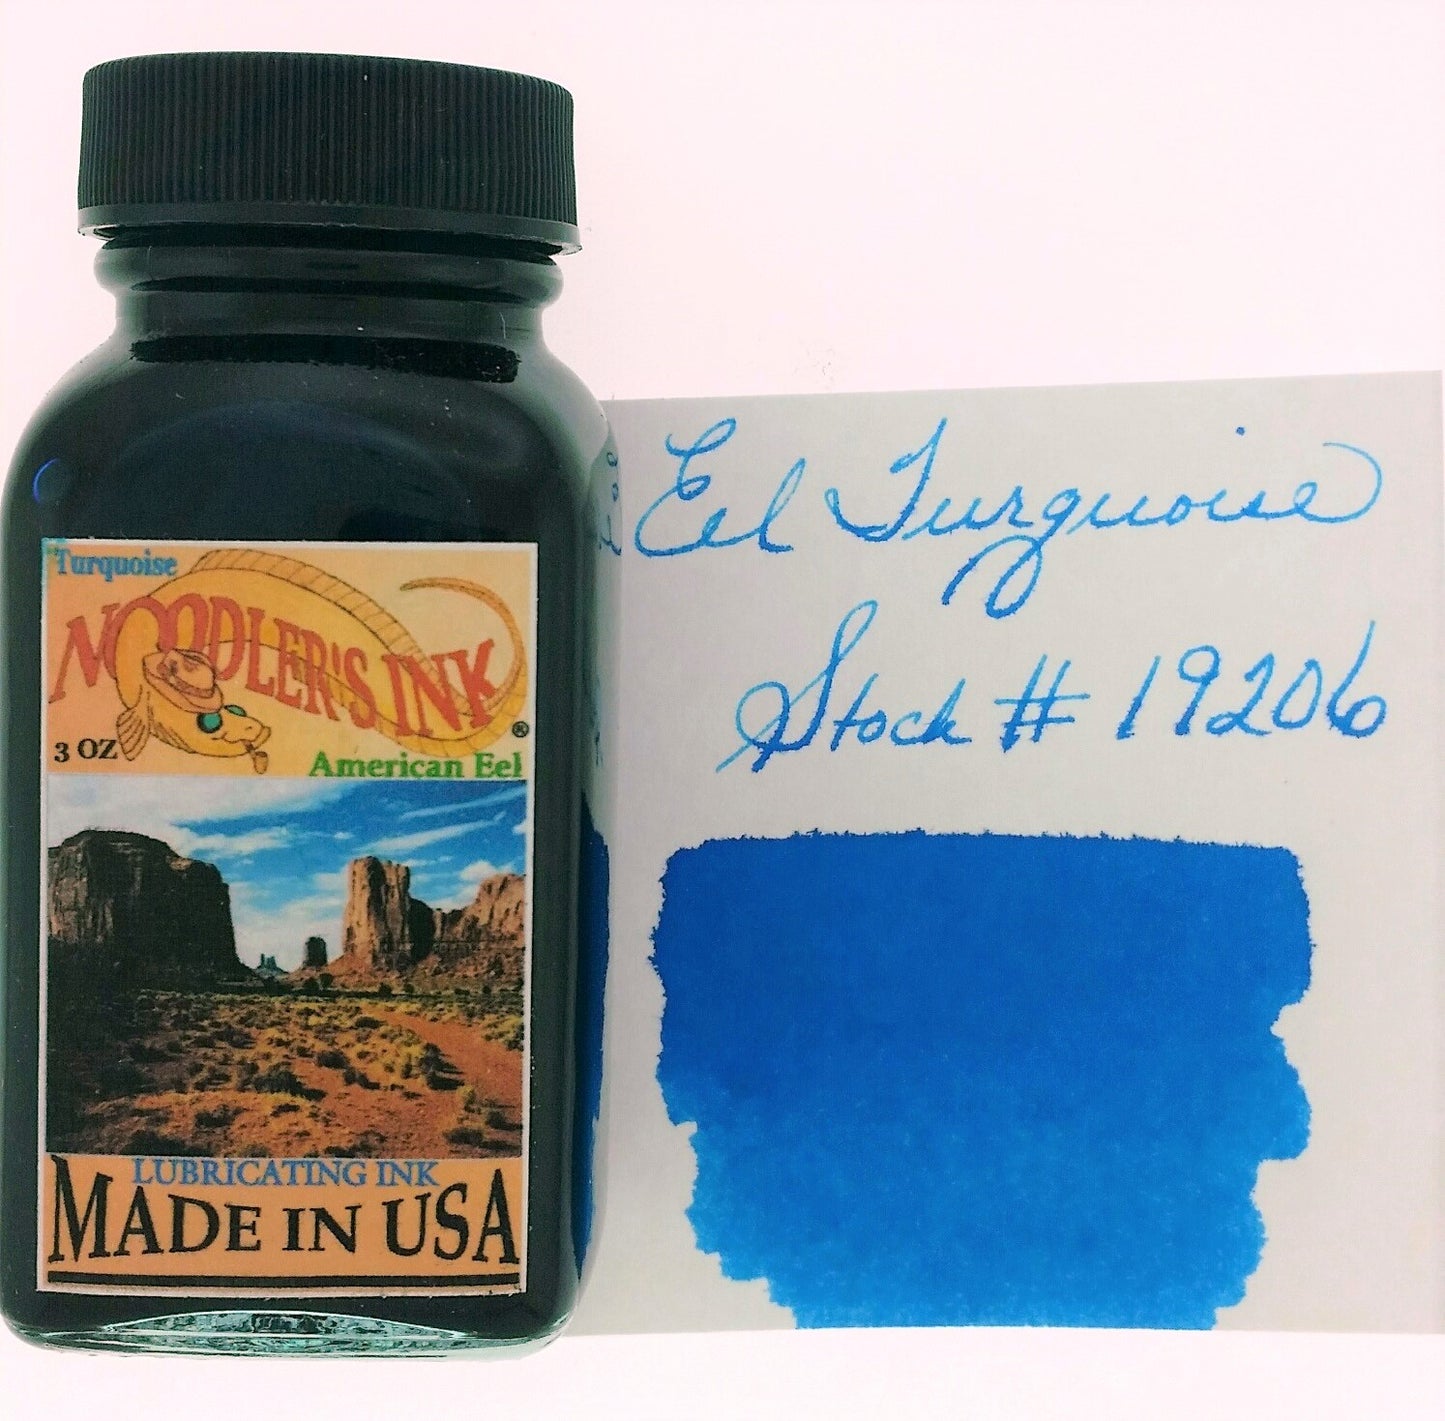 Turquoise
NOODLER'S INK®
3 OZ
American Eel
LUBRICATING INK
MADE IN USA
Eel Turquoise
Stock # 19206